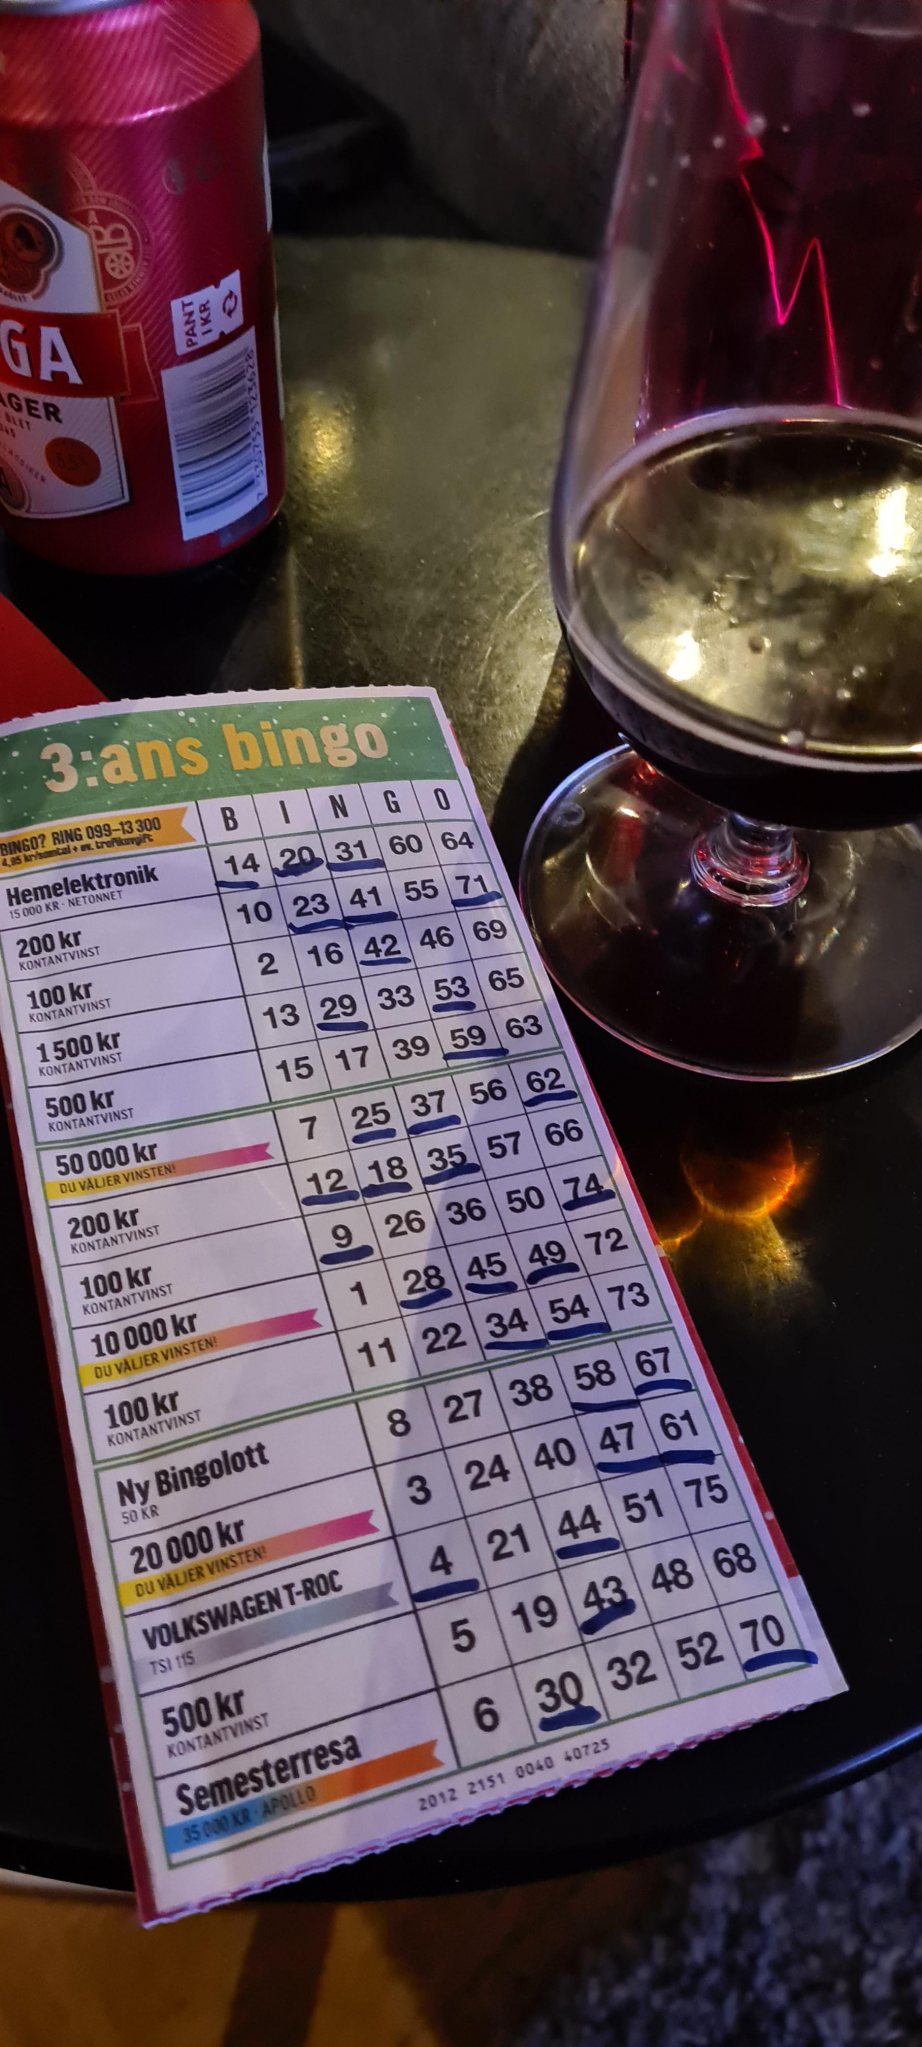 GA
AGER
5,5%
PANT
1 KR
3:ans bingo
BINGO? RING 099-13 300
4,95 kr/samtal + ev. trafikavgift
B I N G O
Hemelektronik
15 000 KR · NETONNET
14 20 31 60 64
200 kr
KONTANTVINST
10 23 41 55 71
100 kr
KONTANTVINST
2 16 42 46 69
1 500 kr
KONTANTVINST
13 29 33 53 65
500 kr
KONTANTVINST
15 17 39 59 63
50 000 kr
DU VÄLJER VINSTEN!
7 25 37 56 62
200 kr
KONTANTVINST
12 18 35 57 66
100 kr
KONTANTVINST
9 26 36 50 74
10 000 kr
DU VÄLJER VINSTEN!
1 28 45 49 72
100 kr
KONTANTVINST
11 22 34 54 73
Ny Bingolott
50 KR
8 27 38 58 67
20 000 kr
DU VÄLJER VINSTEN!
3 24 40 47 61
VOLKSWAGEN T-ROC
TSI 115
4 21 44 51 75
500 kr
KONTANTVINST
5 19 43 48 68
Semesterresa
35 000 KR · APOLLO
6 30 32 52 70
2012 2151 0040 40725